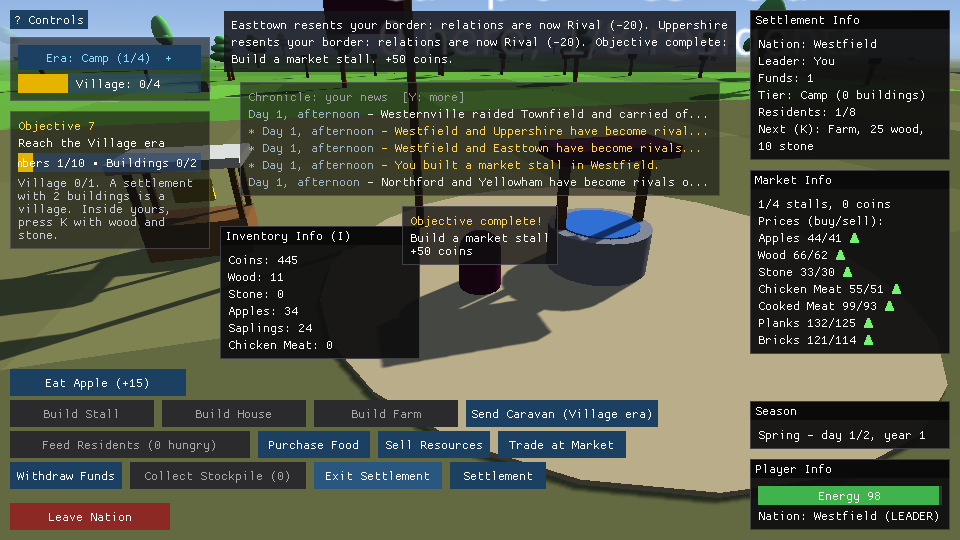 ? Controls
Era: Camp (1/4) +
Village: 0/4
Objective 7
Reach the Village era
bers 1/10 • Buildings 0/2
Village 0/1. A settlement
with 2 buildings is a
village. Inside yours,
press K with wood and
stone.
Easttown resents your border: relations are now Rival (-20). Uppershire
resents your border: relations are now Rival (-20). Objective complete:
Build a market stall. +50 coins.
Chronicle: your news [Y: more]
Day 1, afternoon – Westernville raided Townfield and carried of...
* Day 1, afternoon – Westfield and Uppershire have become rival...
* Day 1, afternoon – Westfield and Easttown have become rivals...
* Day 1, afternoon – You built a market stall in Westfield.
Day 1, afternoon – Northford and Yellowham have become rivals o...
Objective complete!
Build a market stall
+50 coins
Inventory Info (I)
Coins: 445
Wood: 11
Stone: 0
Apples: 34
Saplings: 24
Chicken Meat: 0
Settlement Info
Nation: Westfield
Leader: You
Funds: 1
Tier: Camp (0 buildings)
Residents: 1/8
Next (K): Farm, 25 wood,
10 stone
Market Info
1/4 stalls, 0 coins
Prices (buy/sell):
Apples 44/41
Wood 66/62
Stone 33/30
Chicken Meat 55/51
Cooked Meat 99/93
Planks 132/125
Bricks 121/114
Season
Spring – day 1/2, year 1
Player Info
Energy 98
Nation: Westfield (LEADER)
Eat Apple (+15)
Build Stall
Build House
Build Farm
Send Caravan (Village era)
Feed Residents (0 hungry)
Purchase Food
Sell Resources
Trade at Market
Withdraw Funds
Collect Stockpile (0)
Exit Settlement
Settlement
Leave Nation